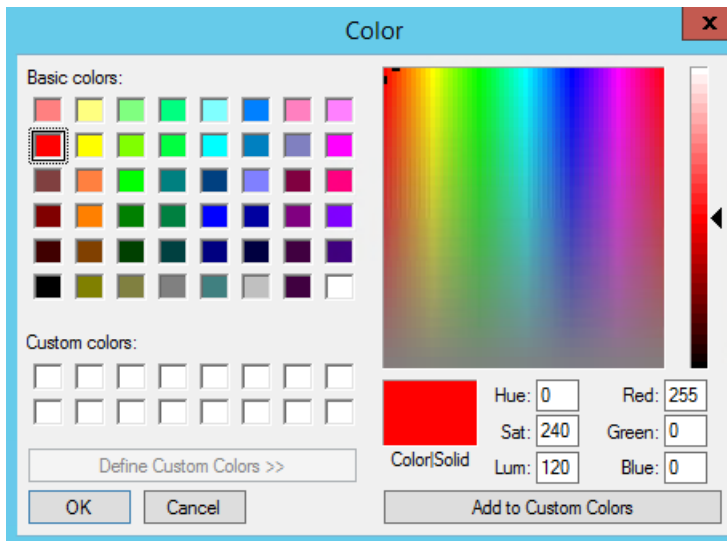 Color
x
Basic colors:
Custom colors:
Define Custom Colors >>
OK
Cancel
Color|Solid
Hue: 0
Sat: 240
Lum: 120
Red: 255
Green: 0
Blue: 0
Add to Custom Colors